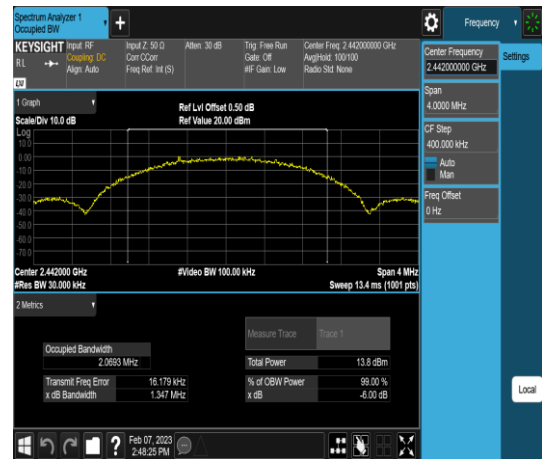 Spectrum Analyzer 1
Occupied BW
+
Frequency
KEYSIGHT
RL
Input: RF
Coupling: DC
Align: Auto
Input Z: 50 Ω
Corr CCorr
Freq Ref: Int (S)
Atten: 30 dB
Trig: Free Run
Gate: Off
#IF Gain: Low
Center Freq: 2.442000000 GHz
Avg|Hold: 100/100
Radio Std: None
Center Frequency
2.442000000 GHz
Settings
Span
4.0000 MHz
CF Step
400.000 kHz
Auto
Man
Freq Offset
0 Hz
1 Graph
Scale/Div 10.0 dB
Ref Lvl Offset 0.50 dB
Ref Value 20.00 dBm
Log
10.0
0.00
-10.0
-20.0
-30.0
-40.0
-50.0
-60.0
-70.0
Center 2.442000 GHz
#Res BW 30.000 kHz
#Video BW 100.00 kHz
Span 4 MHz
Sweep 13.4 ms (1001 pts)
2 Metrics
Measure Trace
Trace 1
Occupied Bandwidth
2.0693 MHz
Total Power
13.8 dBm
Transmit Freq Error
16.179 kHz
% of OBW Power
99.00 %
x dB Bandwidth
1.347 MHz
x dB
-6.00 dB
Local
?
Feb 07, 2023
2:48:25 PM